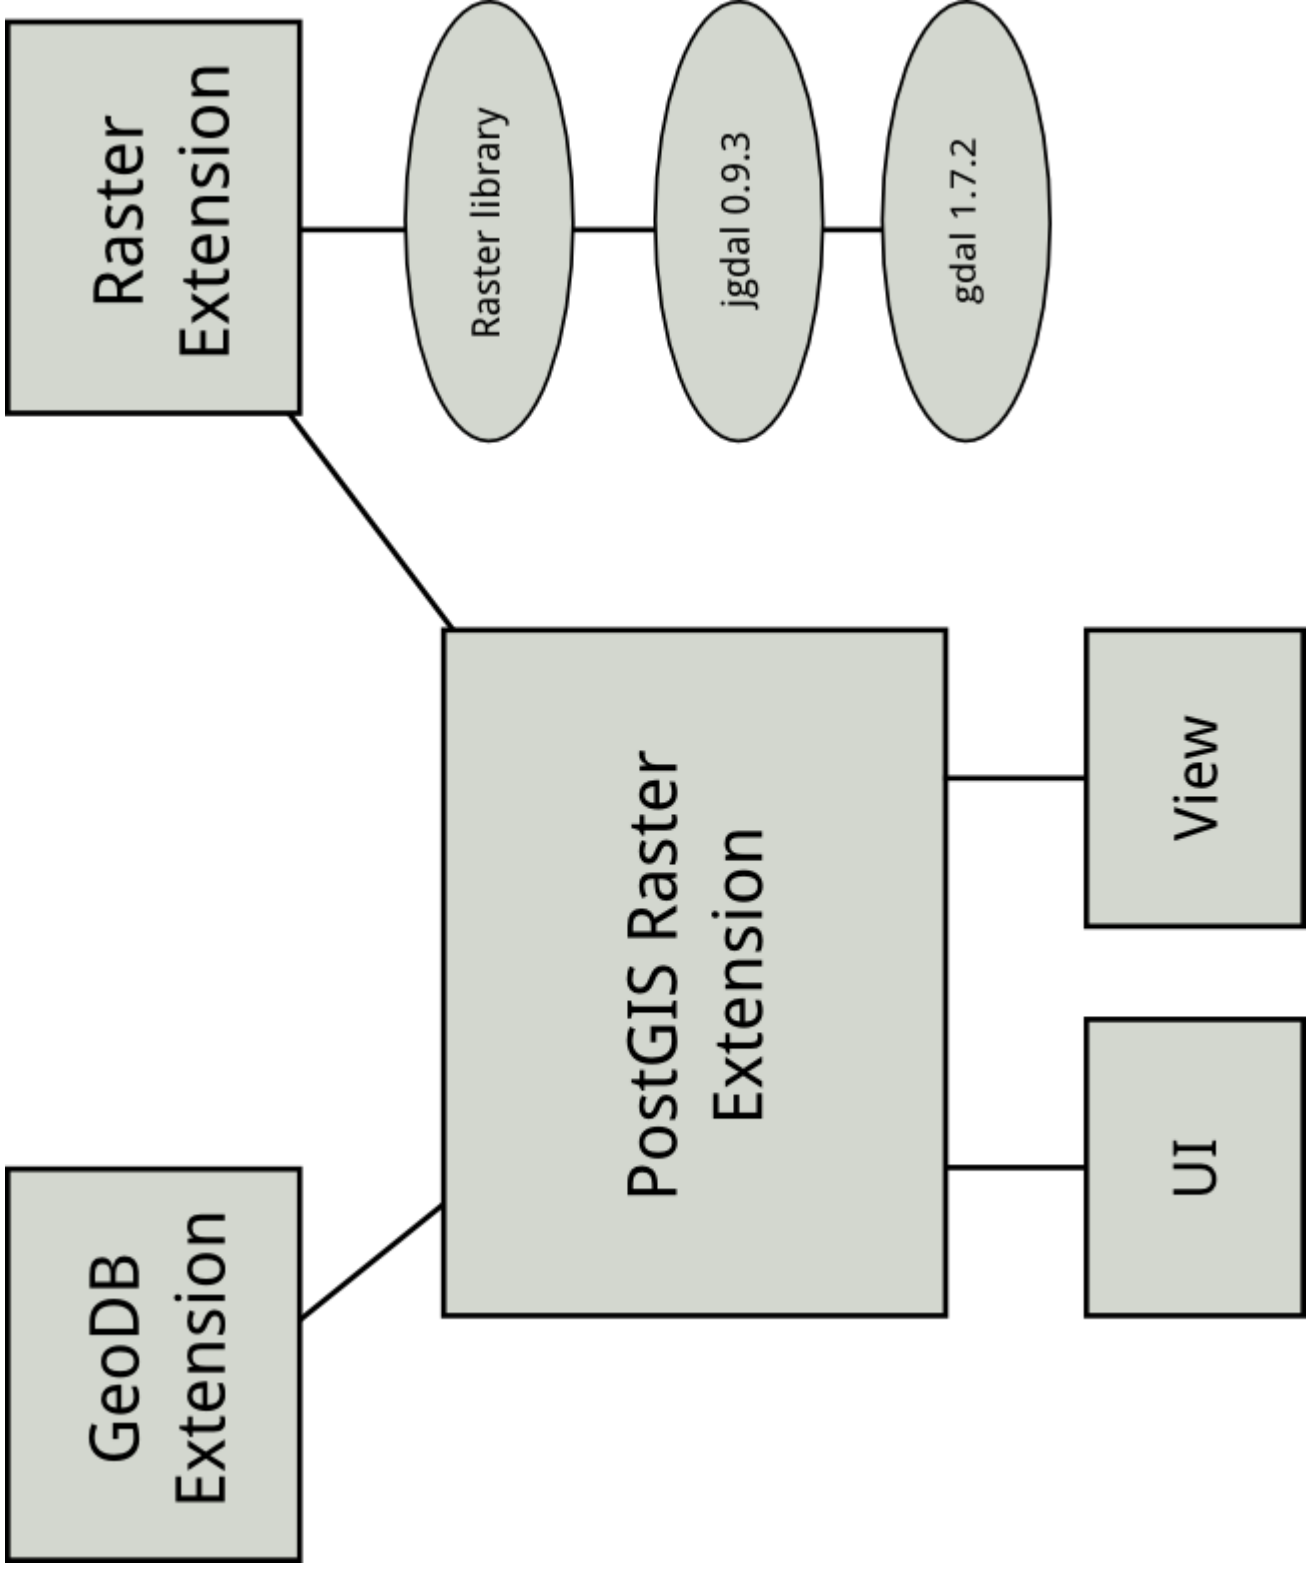 GeoDB
Extension
Raster
Extension
Raster library
jgdal 0.9.3
gdal 1.7.2
PostGIS Raster
Extension
UI
View